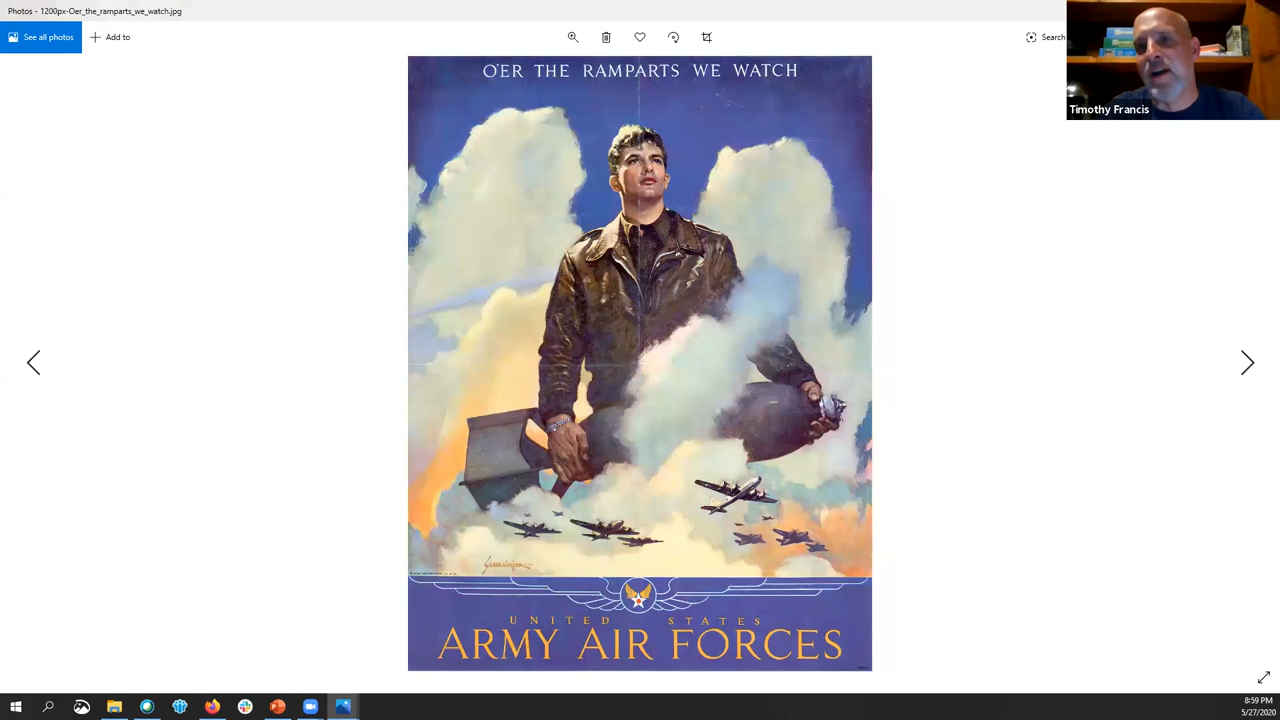 Photos - 1200px-Oer_the_ramparts_we_watch.jpg
See all photos
Add to
Search
Timothy Francis
O'ER THE RAMPARTS WE WATCH
UNITED STATES
ARMY AIR FORCES
8:59 PM
5/27/2020